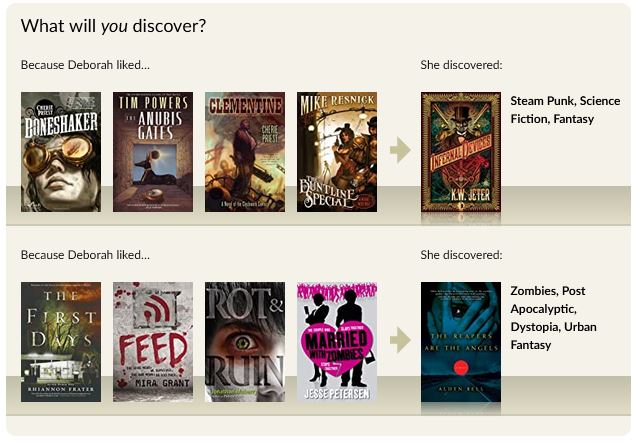 What will you discover?
Because Deborah liked...
She discovered:
CHERIE
PRIEST
BONESHAKER
TIM POWERS
THE ANUBIS
GATES
CLEMENTINE
CHERIE
PRIEST
A Novel of the Clockwork Century
MIKE RESNICK
THE
BUNTLINE
SPECIAL
INFERNAL DEVICES
K.W. JETER
Steam Punk, Science
Fiction, Fantasy
Because Deborah liked...
She discovered:
THE
FIRST
DAYS
RHIANNON FRATER
FEED
MIRA GRANT
ROT &
RUIN
MARRIED
WITH ZOMBIES
JESSE PETERSEN
THE REAPERS
ARE THE ANGELS
ALDEN BELL
Zombies, Post
Apocalyptic,
Dystopia, Urban
Fantasy